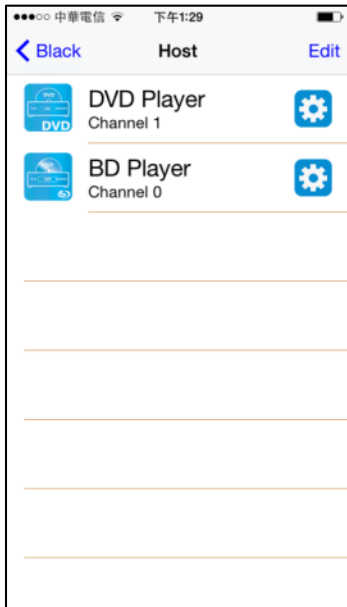 中華電信 下午1:29
Black Host Edit
DVD Player
Channel 1
DVD
BD Player
Channel 0